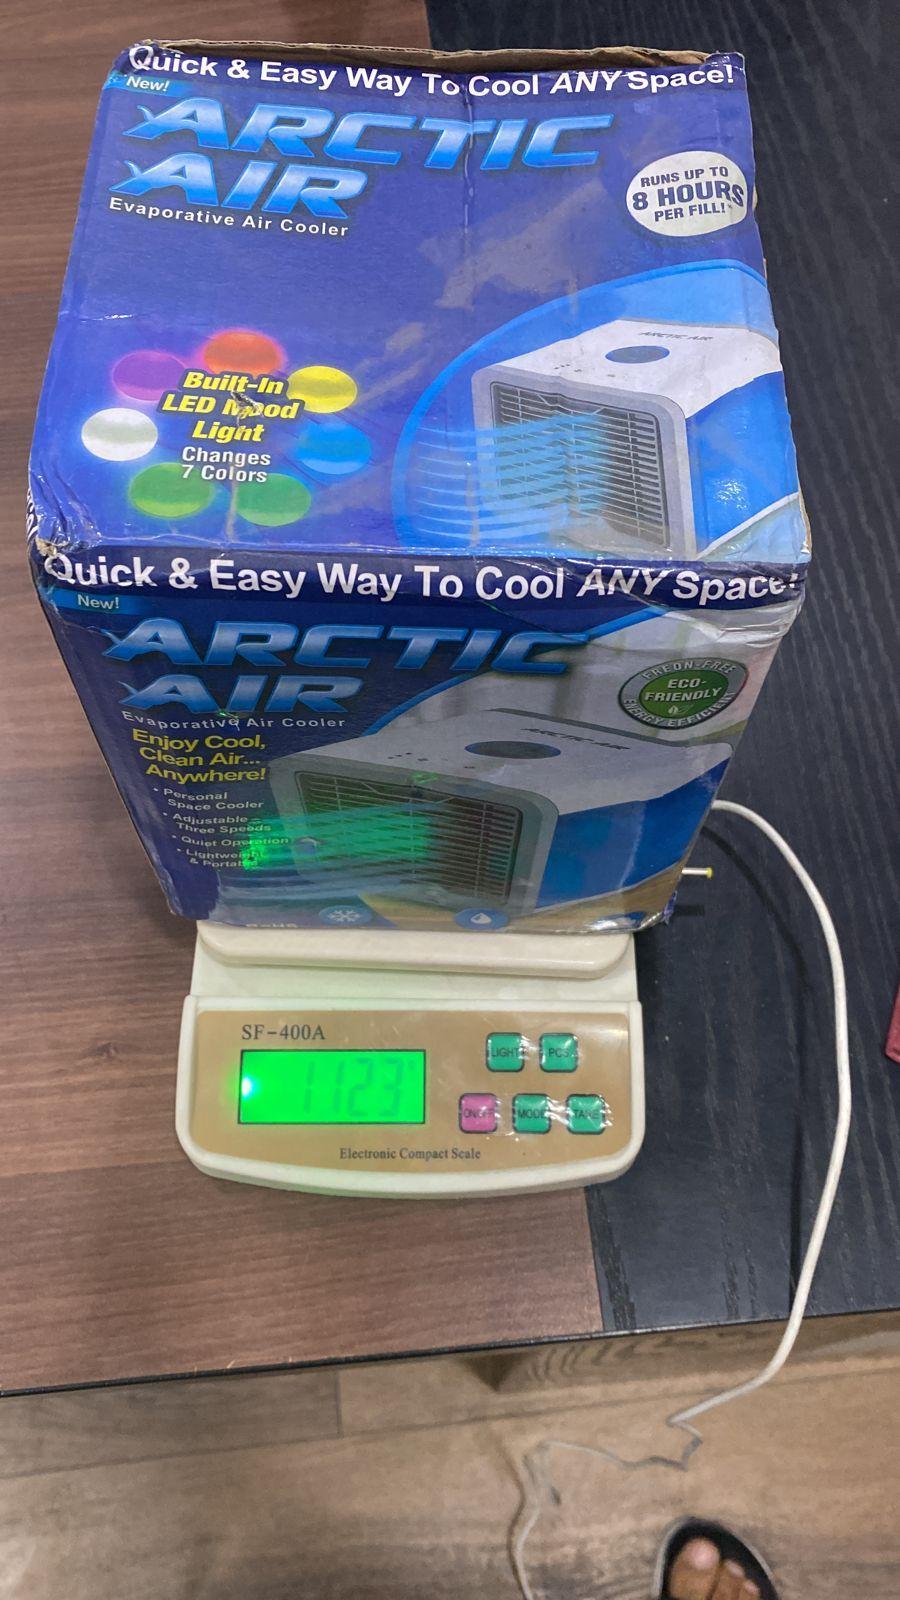 Quick & Easy Way To Cool ANY Space!
New!
ARCTIC
AIR
Evaporative Air Cooler
RUNS UP TO
8 HOURS
PER FILL!*
ARCTIC AIR
Built-In
LED Mood
Light
Changes
7 Colors
Quick & Easy Way To Cool ANY Space!
New!
ARCTIC
AIR
Evaporative Air Cooler
FREON-FREE
ECO-
FRIENDLY
ENERGY EFFICIENT
ARCTIC AIR
Enjoy Cool,
Clean Air...
Anywhere!
• Personal
Space Cooler
• Adjustable –
Three Speeds
• Quiet Operation
• Lightweight
& Portable
SF-400A
1123
LIGHT PCS
ON/OFF MODE TARE
Electronic Compact Scale